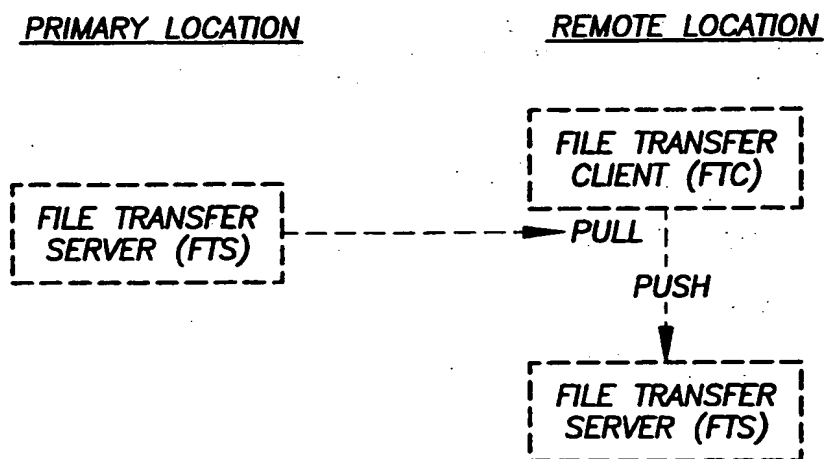 PRIMARY LOCATION
REMOTE LOCATION
FILE TRANSFER
CLIENT (FTC)
FILE TRANSFER
SERVER (FTS)
PULL
PUSH
FILE TRANSFER
SERVER (FTS)